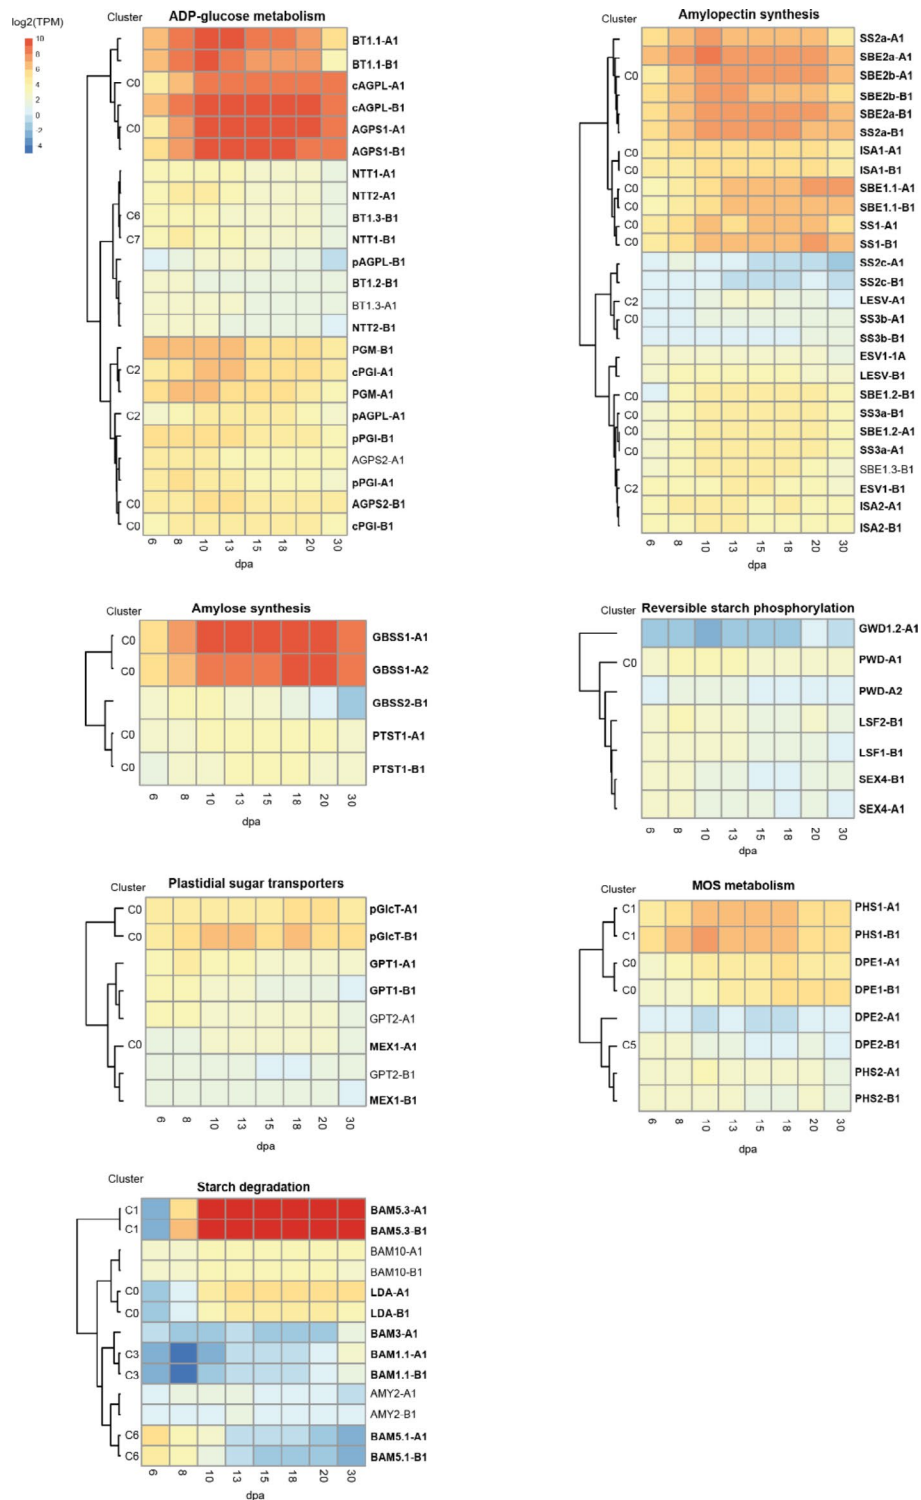 log2(TPM)
10
8
6
4
2
0
-2
4
Cluster
ADP-glucose metabolism
BT1.1-A1
BT1.1-B1
C0
cAGPL-A1
cAGPL-B1
C0
AGPS1-A1
AGPS1-B1
NTT1-A1
NTT2-A1
C6
BT1.3-B1
C7
NTT1-B1
pAGPL-B1
BT1.2-B1
BT1.3-A1
NTT2-B1
PGM-B1
C2
cPGI-A1
PGM-A1
C2
pAGPL-A1
pPGI-B1
AGPS2-A1
pPGI-A1
C0
AGPS2-B1
C0
cPGI-B1
6 8 10 13 15 18 20 30
dpa
Cluster
Amylopectin synthesis
SS2a-A1
SBE2a-A1
C0
SBE2b-A1
SBE2b-B1
SBE2a-B1
SS2a-B1
C0
ISA1-A1
C0
ISA1-B1
C0
SBE1.1-A1
C0
SBE1.1-B1
C0
SS1-A1
C0
SS1-B1
SS2c-A1
SS2c-B1
C2
LESV-A1
C0
SS3b-A1
SS3b-B1
ESV1-1A
LESV-B1
C0
SBE1.2-B1
C0
SS3a-B1
C0
SBE1.2-A1
C0
SS3a-A1
SBE1.3-B1
C2
ESV1-B1
ISA2-A1
ISA2-B1
6 8 10 13 15 18 20 30
dpa
Cluster
Amylose synthesis
C0
GBSS1-A1
C0
GBSS1-A2
GBSS2-B1
C0
PTST1-A1
C0
PTST1-B1
6 8 10 13 15 18 20 30
dpa
Cluster
Reversible starch phosphorylation
GWD1.2-A1
C0
PWD-A1
PWD-A2
LSF2-B1
LSF1-B1
SEX4-B1
SEX4-A1
6 8 10 13 15 18 20 30
dpa
Cluster
Plastidial sugar transporters
C0
pGlcT-A1
C0
pGlcT-B1
GPT1-A1
GPT1-B1
GPT2-A1
C0
MEX1-A1
GPT2-B1
MEX1-B1
6 8 10 13 15 18 20 30
dpa
Cluster
MOS metabolism
C1
PHS1-A1
C1
PHS1-B1
C0
DPE1-A1
C0
DPE1-B1
DPE2-A1
C5
DPE2-B1
PHS2-A1
PHS2-B1
6 8 10 13 15 18 20 30
dpa
Cluster
Starch degradation
C1
BAM5.3-A1
C1
BAM5.3-B1
BAM10-A1
BAM10-B1
C0
LDA-A1
C0
LDA-B1
BAM3-A1
C3
BAM1.1-A1
C3
BAM1.1-B1
AMY2-A1
AMY2-B1
C6
BAM5.1-A1
C6
BAM5.1-B1
6 8 10 13 15 18 20 30
dpa